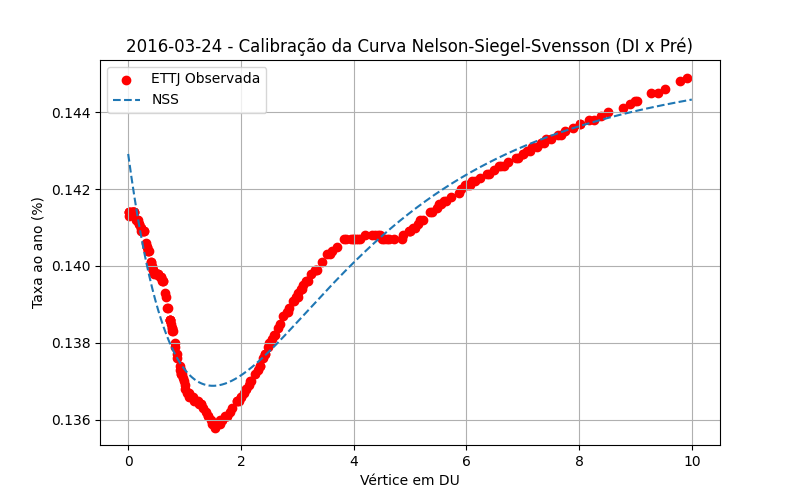 2016-03-24 - Calibração da Curva Nelson-Siegel-Svensson (DI x Pré)
ETTJ Observada
NSS
Taxa ao ano (%)
0.144
0.142
0.140
0.138
0.136
0
2
4
6
8
10
Vértice em DU